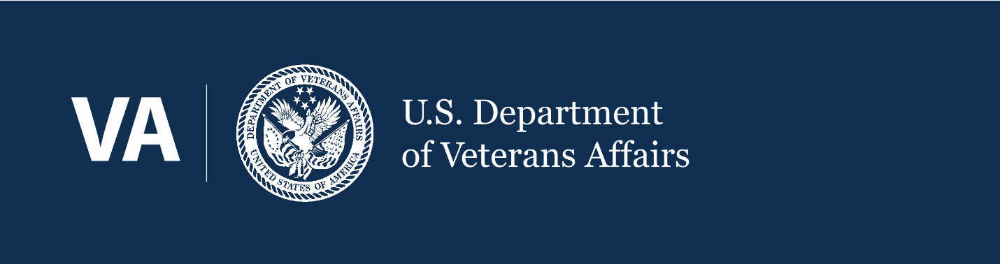 VA
DEPARTMENT OF VETERANS AFFAIRS
UNITED STATES OF AMERICA
U.S. Department
of Veterans Affairs